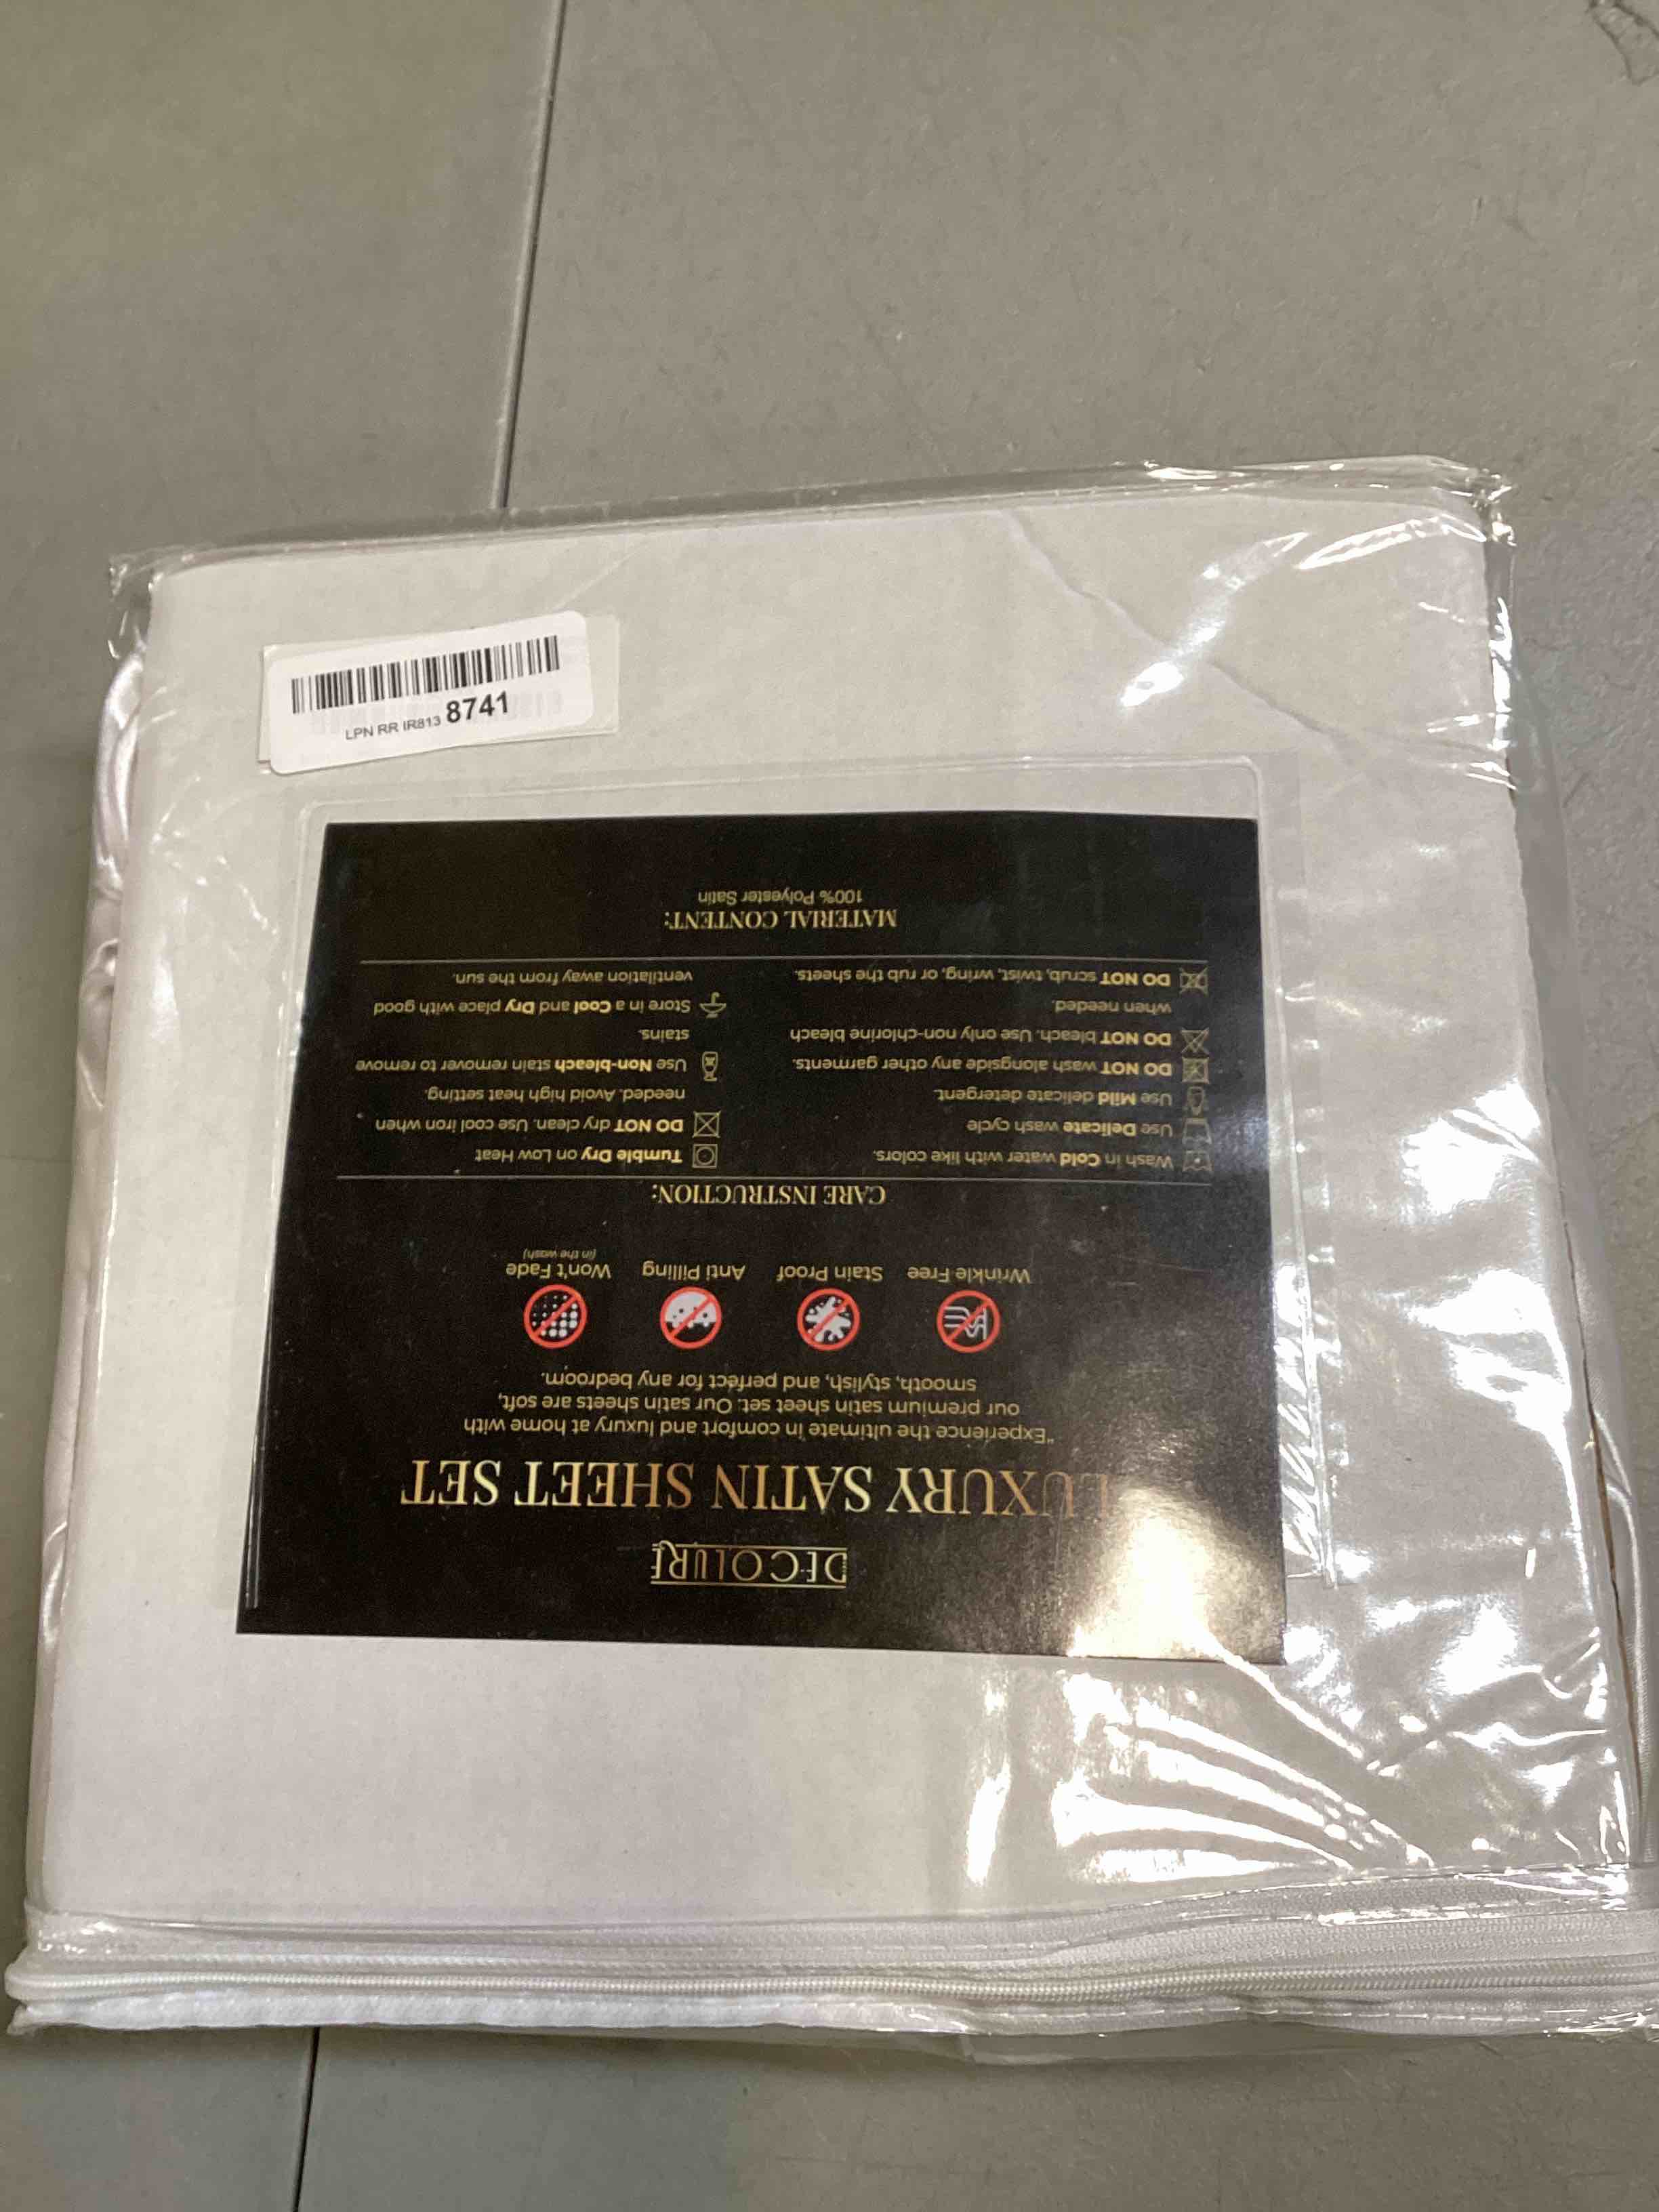 LPN RR IR813 8741
DECOLURE
LUXURY SATIN SHEET SET
"Experience the ultimate in comfort and luxury at home with
our premium satin sheet set. Our satin sheets are soft,
smooth, stylish, and perfect for any bedroom.
Wrinkle Free
Stain Proof
Anti Pilling
Won't Fade
(in the wash)
CARE INSTRUCTION:
Wash in Cold water with like colors.
Use Delicate wash cycle
Use Mild delicate detergent.
DO NOT wash alongside any other garments.
DO NOT bleach. Use only non-chlorine bleach
when needed.
DO NOT scrub, twist, wring, or rub the sheets.
Tumble Dry on Low Heat
DO NOT dry clean. Use cool iron when
needed. Avoid high heat setting.
Use Non-bleach stain remover to remove
stains.
Store in a Cool and Dry place with good
ventilation away from the sun.
MATERIAL CONTENT:
100% Polyester Satin